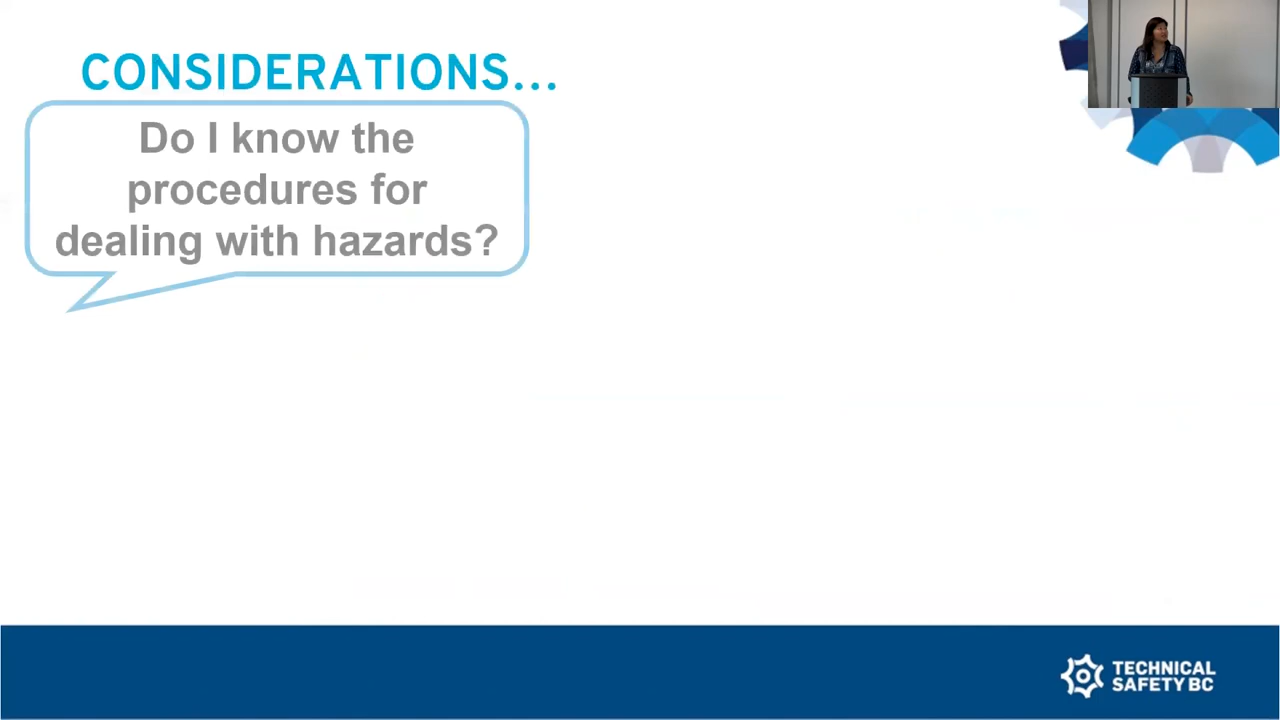 CONSIDERATIONS...
Do I know the
procedures for
dealing with hazards?
TECHNICAL
SAFETY BC